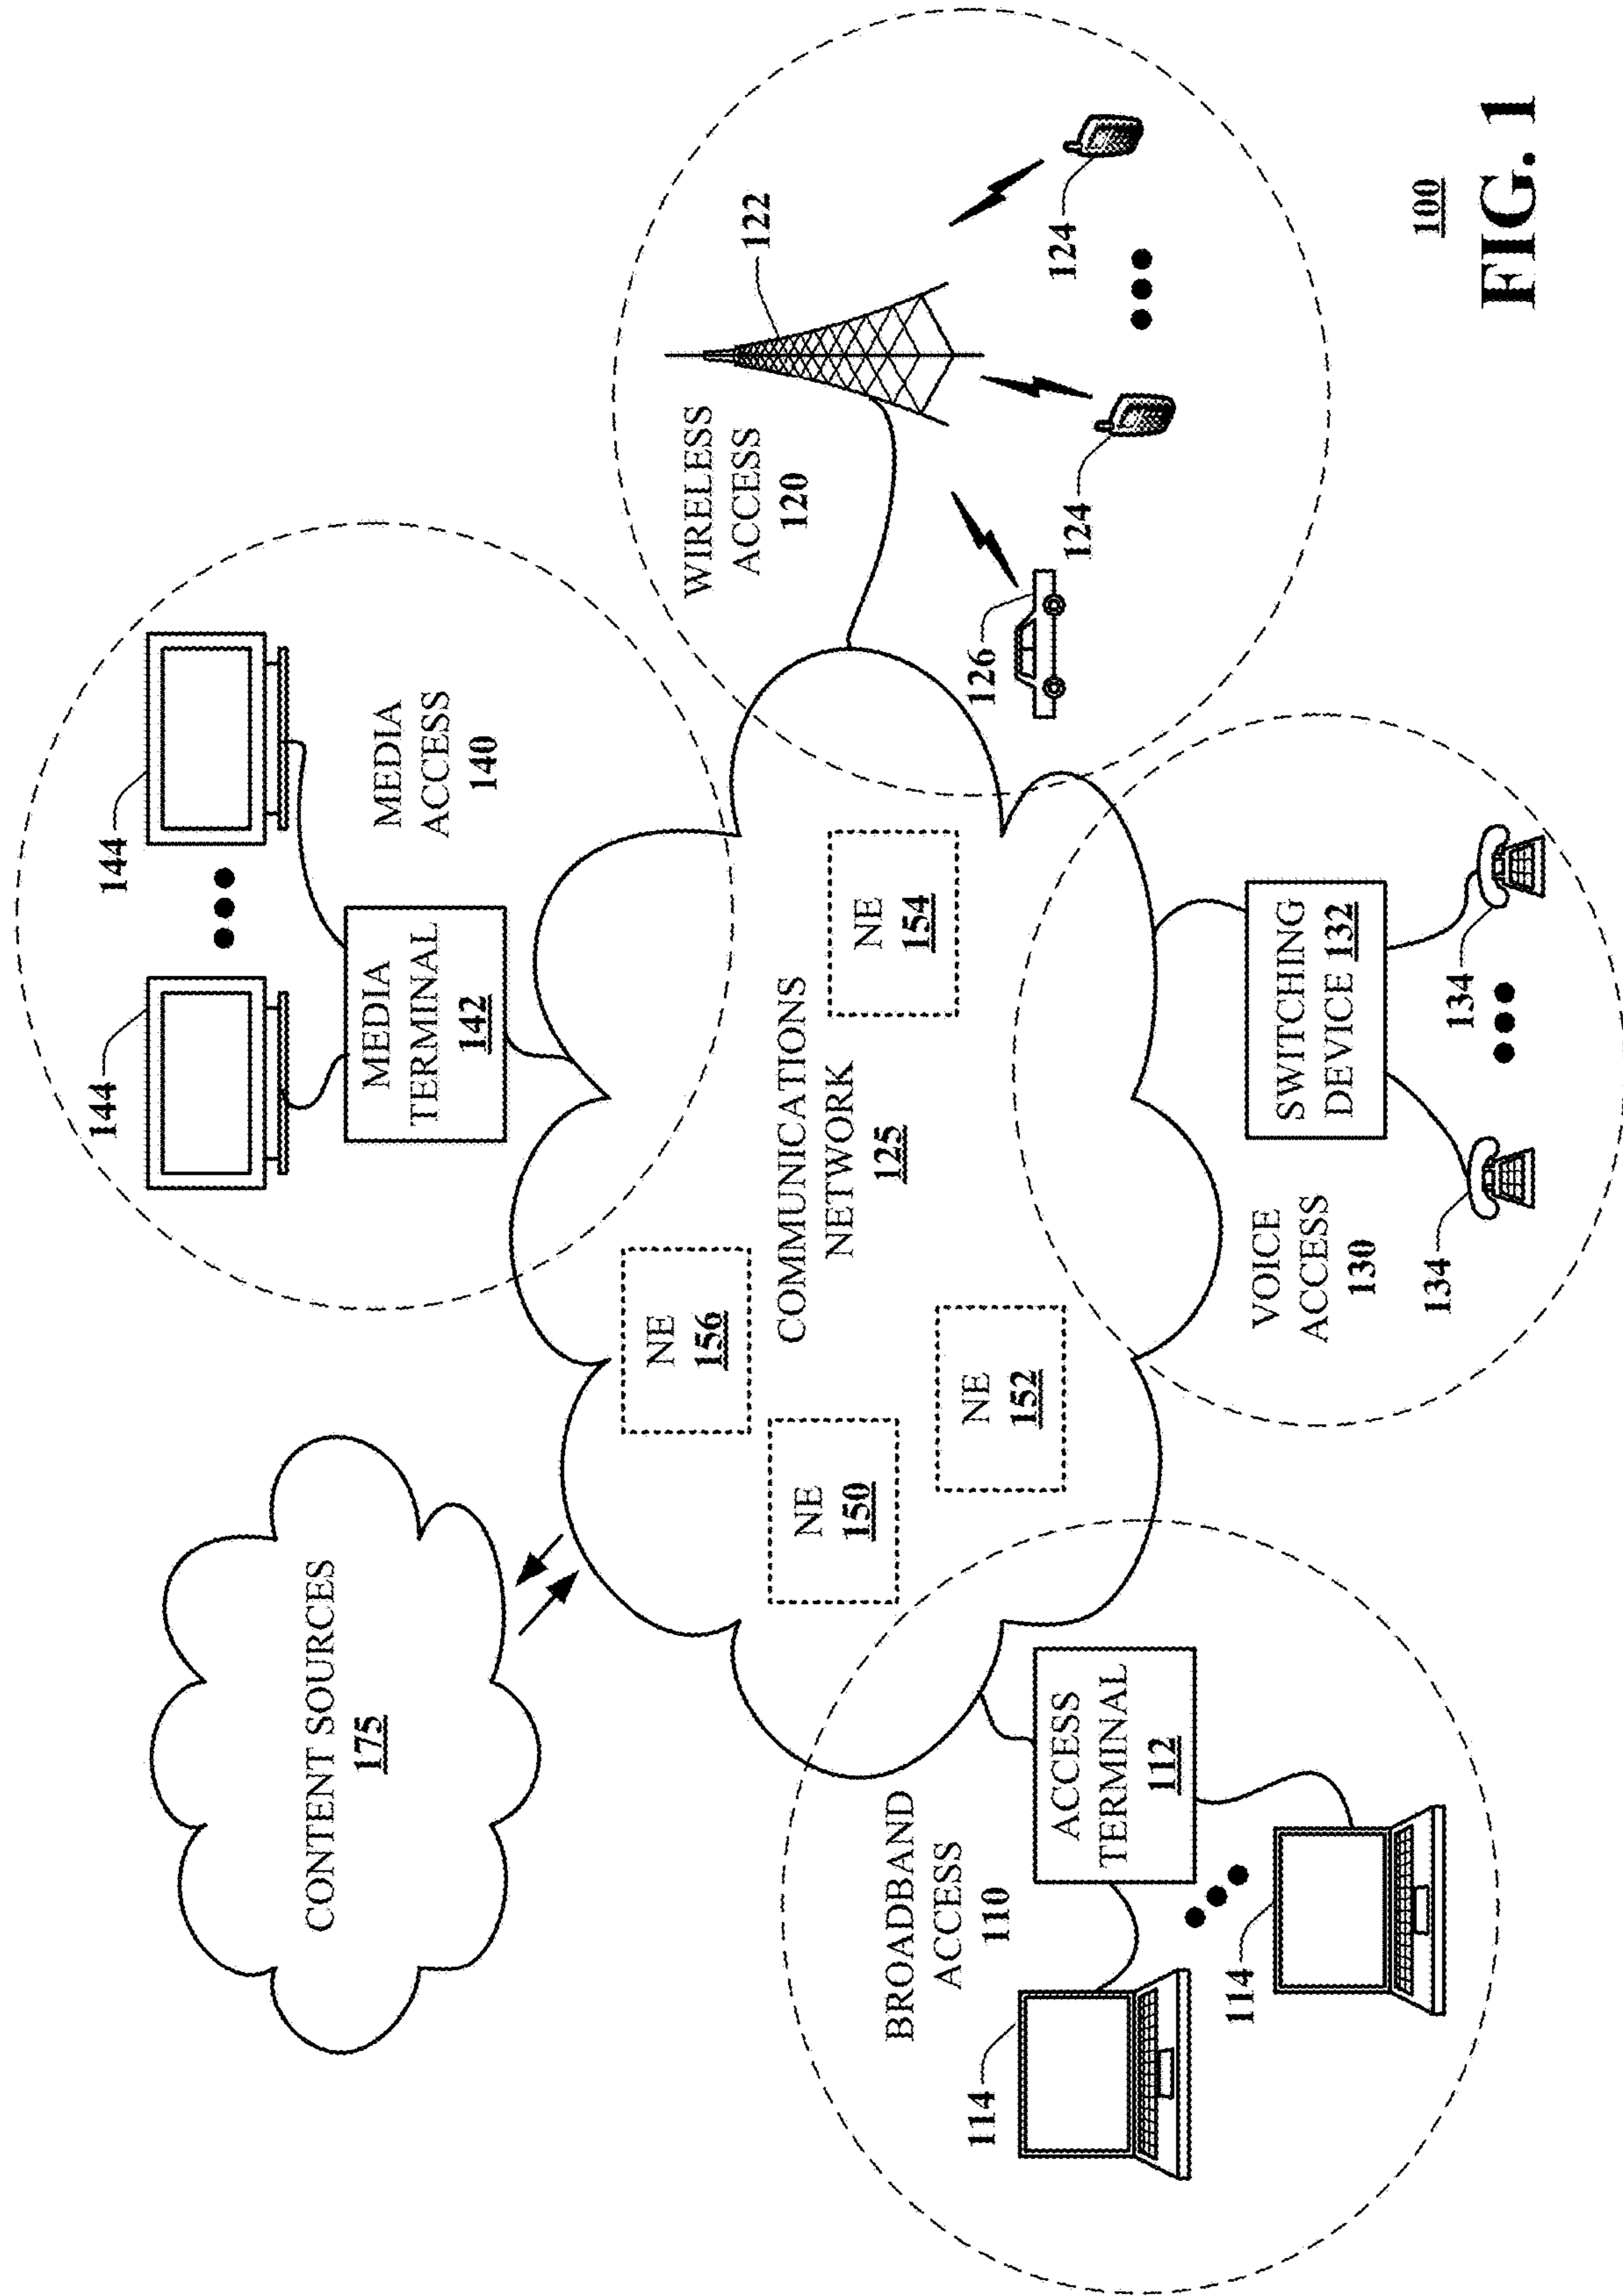 CONTENT SOURCES
175
144
144
MEDIA
TERMINAL
142
MEDIA
ACCESS
140
NE
156
NE
150
NE
152
NE
154
COMMUNICATIONS
NETWORK
125
WIRELESS
ACCESS
120
122
126
124
124
BROADBAND
ACCESS
110
ACCESS
TERMINAL
112
114
114
VOICE
ACCESS
130
SWITCHING
DEVICE 132
134
134
100
FIG. 1